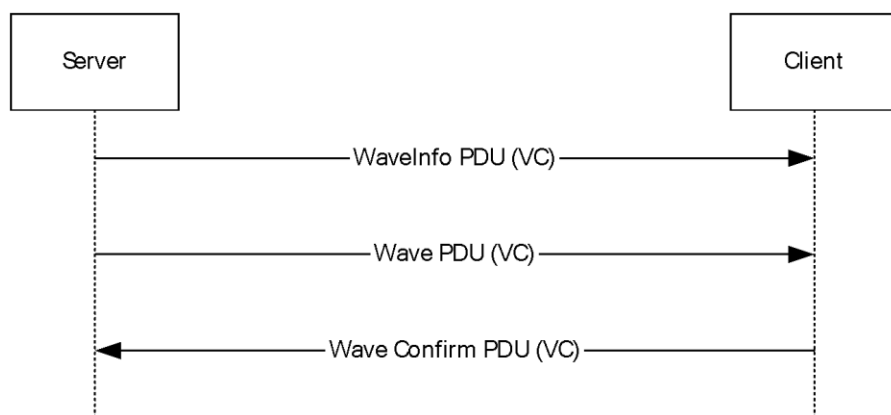 Server
Client
WaveInfo PDU (VC)
Wave PDU (VC)
Wave Confirm PDU (VC)